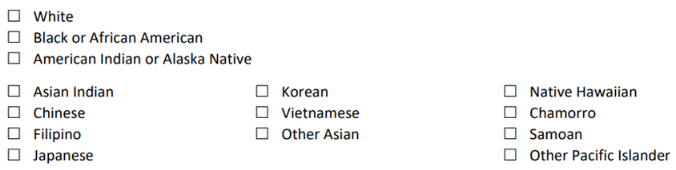 ☐ White
☐ Black or African American
☐ American Indian or Alaska Native
☐ Asian Indian ☐ Korean ☐ Native Hawaiian
☐ Chinese ☐ Vietnamese ☐ Chamorro
☐ Filipino ☐ Other Asian ☐ Samoan
☐ Japanese ☐ Other Pacific Islander